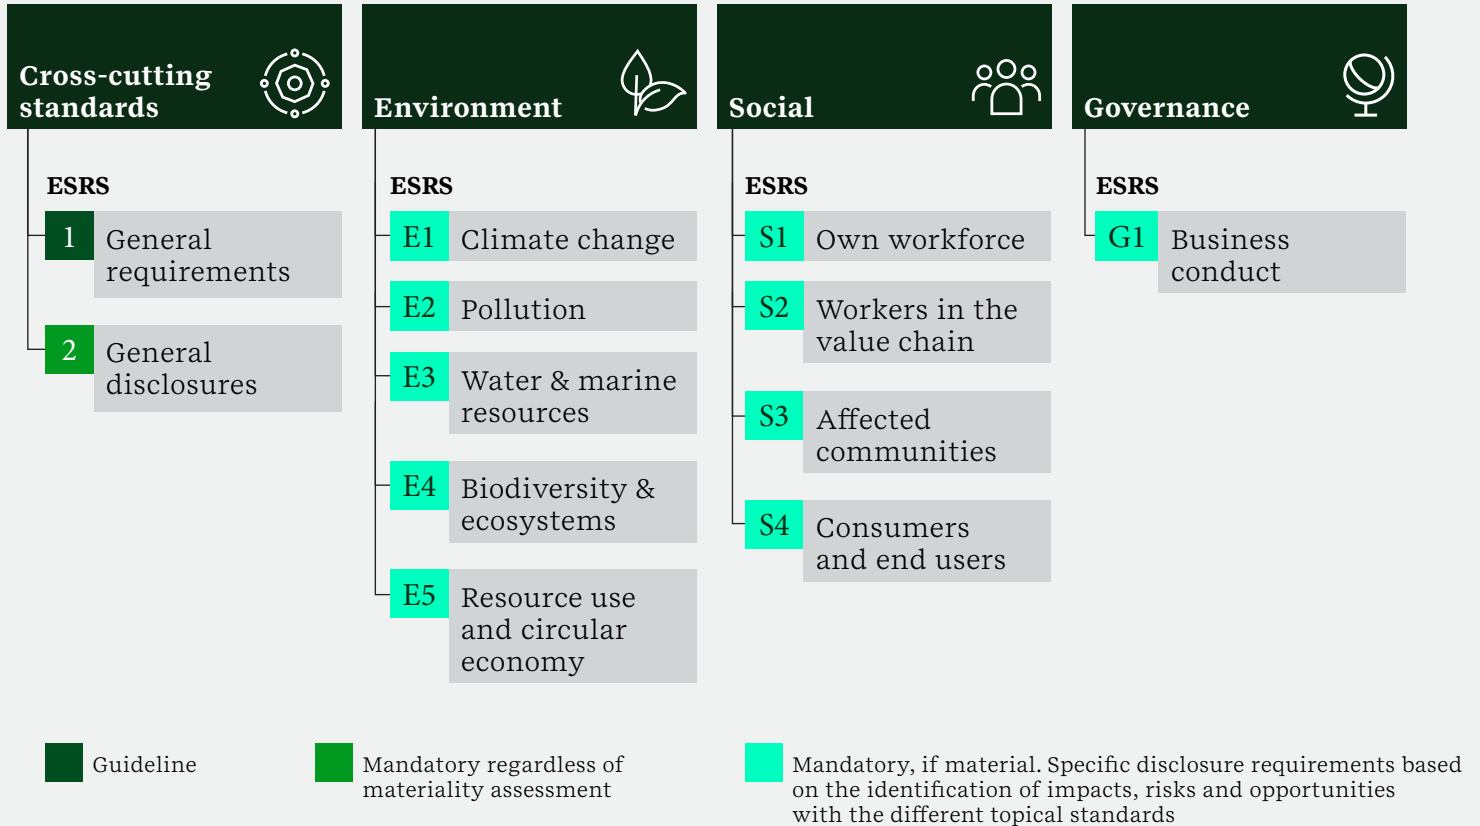 Cross-cutting
standards
ESRS
1
General
requirements
2
General
disclosures
Environment
ESRS
E1
Climate change
E2
Pollution
E3
Water & marine
resources
E4
Biodiversity &
ecosystems
E5
Resource use
and circular
economy
Social
ESRS
S1
Own workforce
S2
Workers in the
value chain
S3
Affected
communities
S4
Consumers
and end users
Governance
ESRS
G1
Business
conduct
Guideline
Mandatory regardless of
materiality assessment
Mandatory, if material. Specific disclosure requirements based
on the identification of impacts, risks and opportunities
with the different topical standards